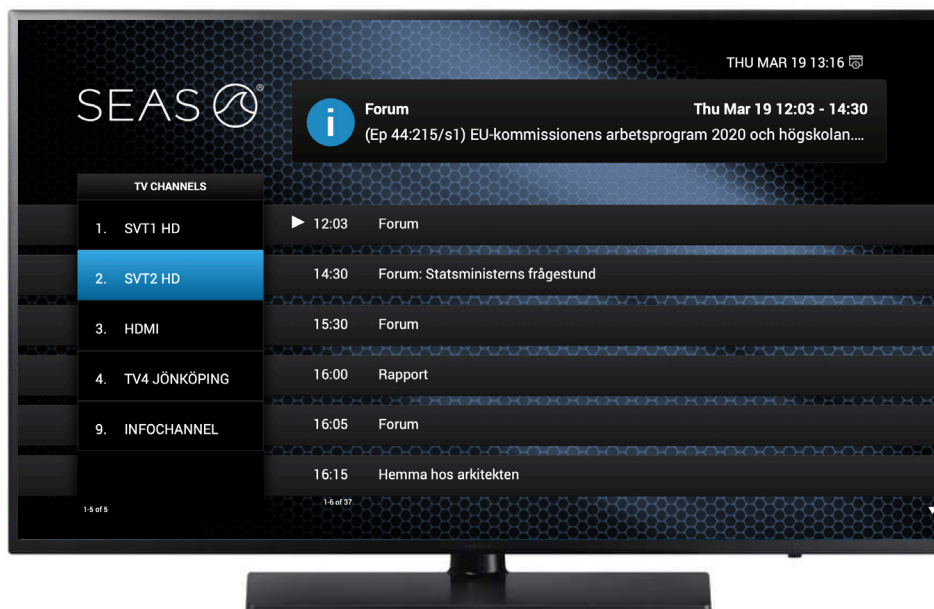 THU MAR 19 13:16
SEAS ®
Forum Thu Mar 19 12:03 - 14:30
(Ep 44:215/s1) EU-kommissionens arbetsprogram 2020 och högskolan....
TV CHANNELS
1. SVT1 HD
2. SVT2 HD
3. HDMI
4. TV4 JÖNKÖPING
9. INFOCHANNEL
1-5 of 5
12:03 Forum
14:30 Forum: Statsministerns frågestund
15:30 Forum
16:00 Rapport
16:05 Forum
16:15 Hemma hos arkitekten
1-6 of 37